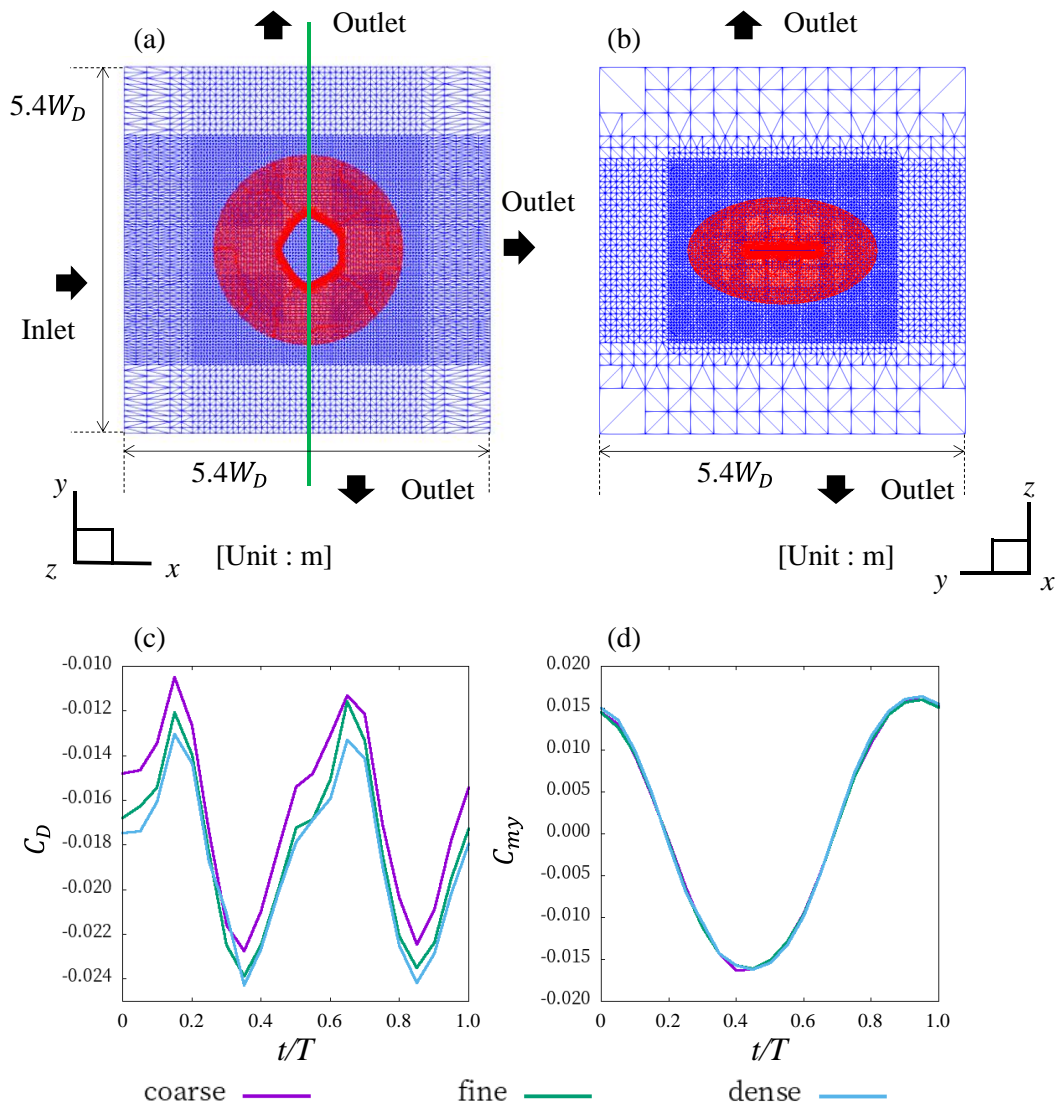 (a)
Outlet
(b)
Outlet
5.4W_D
Inlet
Outlet
5.4W_D
Outlet
5.4W_D
Outlet
y
z
x
[Unit : m]
[Unit : m]
z
y
x
(c)
(d)
-0.010
-0.012
-0.014
-0.016
-0.018
-0.020
-0.022
-0.024
C_D
0
0.2
0.4
0.6
0.8
1.0
t/T
0.020
0.015
0.010
0.005
0.000
-0.005
-0.010
-0.015
-0.020
C_my
0
0.2
0.4
0.6
0.8
1.0
t/T
coarse
fine
dense